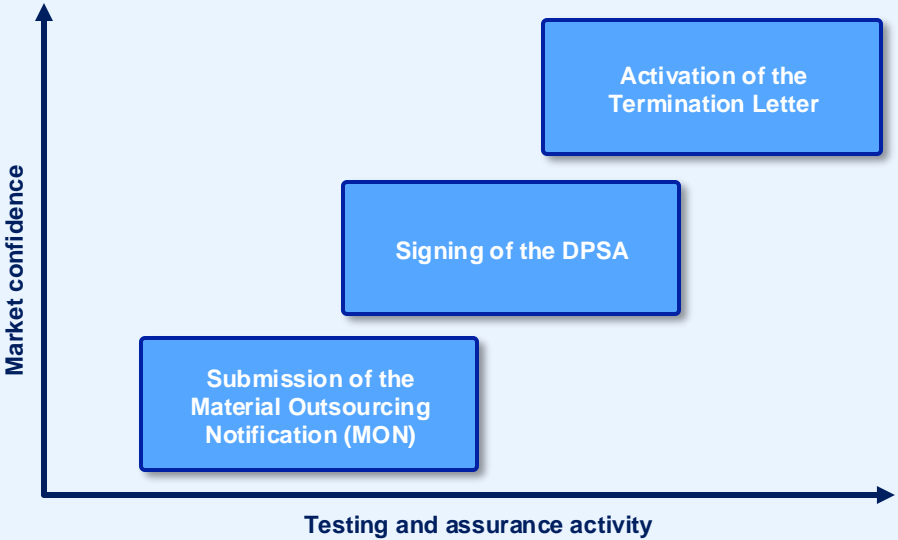 Activation of the
Termination Letter
Signing of the DPSA
Submission of the
Material Outsourcing
Notification (MON)
Market confidence
Testing and assurance activity